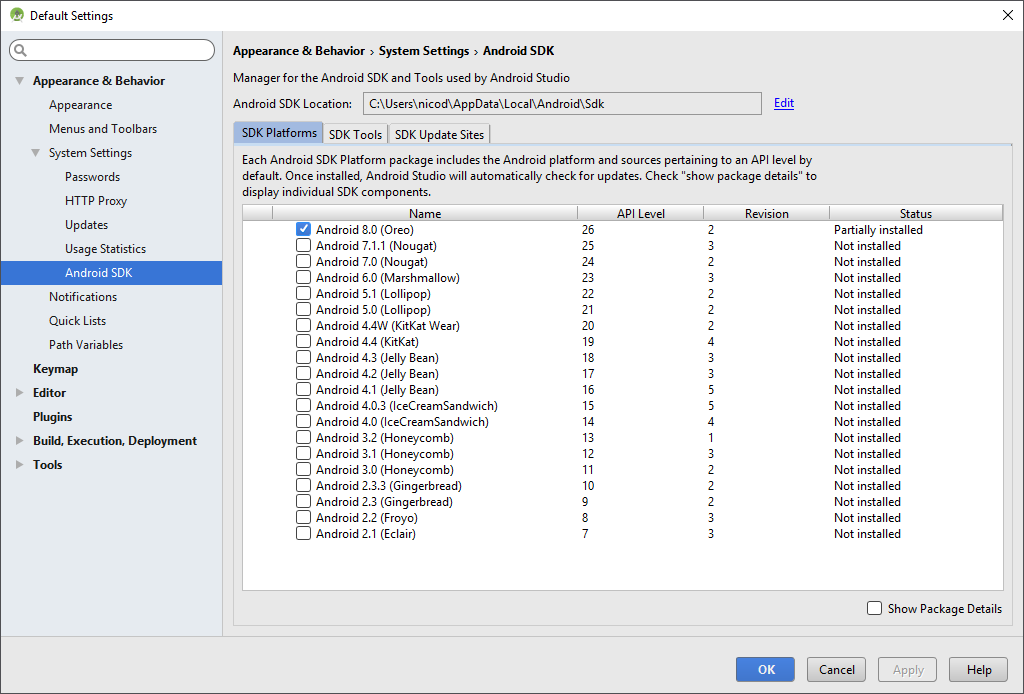 Default Settings
Appearance & Behavior
Appearance
Menus and Toolbars
System Settings
Passwords
HTTP Proxy
Updates
Usage Statistics
Android SDK
Notifications
Quick Lists
Path Variables
Keymap
Editor
Plugins
Build, Execution, Deployment
Tools
Appearance & Behavior › System Settings › Android SDK
Manager for the Android SDK and Tools used by Android Studio
Android SDK Location: C:\Users\nicod\AppData\Local\Android\Sdk Edit
SDK Platforms SDK Tools SDK Update Sites
Each Android SDK Platform package includes the Android platform and sources pertaining to an API level by
default. Once installed, Android Studio will automatically check for updates. Check "show package details" to
display individual SDK components.
Name API Level Revision Status
Android 8.0 (Oreo) 26 2 Partially installed
Android 7.1.1 (Nougat) 25 3 Not installed
Android 7.0 (Nougat) 24 2 Not installed
Android 6.0 (Marshmallow) 23 3 Not installed
Android 5.1 (Lollipop) 22 2 Not installed
Android 5.0 (Lollipop) 21 2 Not installed
Android 4.4W (KitKat Wear) 20 2 Not installed
Android 4.4 (KitKat) 19 4 Not installed
Android 4.3 (Jelly Bean) 18 3 Not installed
Android 4.2 (Jelly Bean) 17 3 Not installed
Android 4.1 (Jelly Bean) 16 5 Not installed
Android 4.0.3 (IceCreamSandwich) 15 5 Not installed
Android 4.0 (IceCreamSandwich) 14 4 Not installed
Android 3.2 (Honeycomb) 13 1 Not installed
Android 3.1 (Honeycomb) 12 3 Not installed
Android 3.0 (Honeycomb) 11 2 Not installed
Android 2.3.3 (Gingerbread) 10 2 Not installed
Android 2.3 (Gingerbread) 9 2 Not installed
Android 2.2 (Froyo) 8 3 Not installed
Android 2.1 (Eclair) 7 3 Not installed
Show Package Details
OK Cancel Apply Help